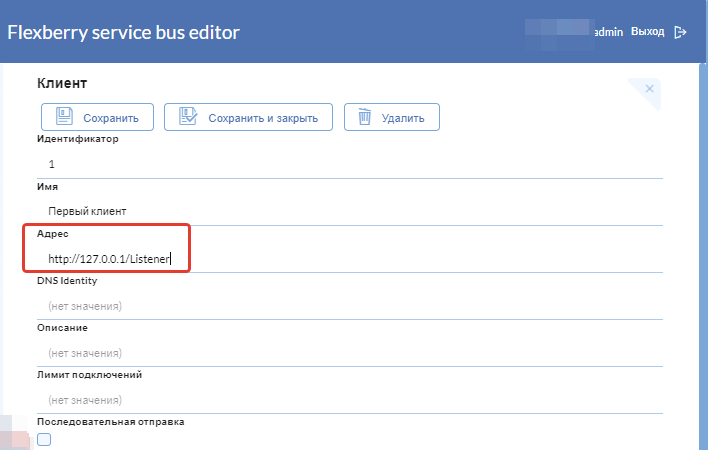 Flexberry service bus editor
admin Выход
Клиент
Сохранить Сохранить и закрыть Удалить
Идентификатор
1
Имя
Первый клиент
Адрес
http://127.0.0.1/Listener
DNS Identity
(нет значения)
Описание
(нет значения)
Лимит подключений
(нет значения)
Последовательная отправка